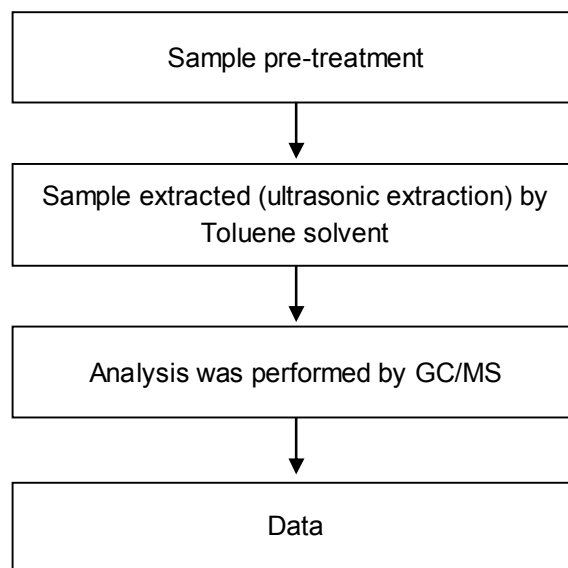 Sample pre-treatment
Sample extracted (ultrasonic extraction) by
Toluene solvent
Analysis was performed by GC/MS
Data